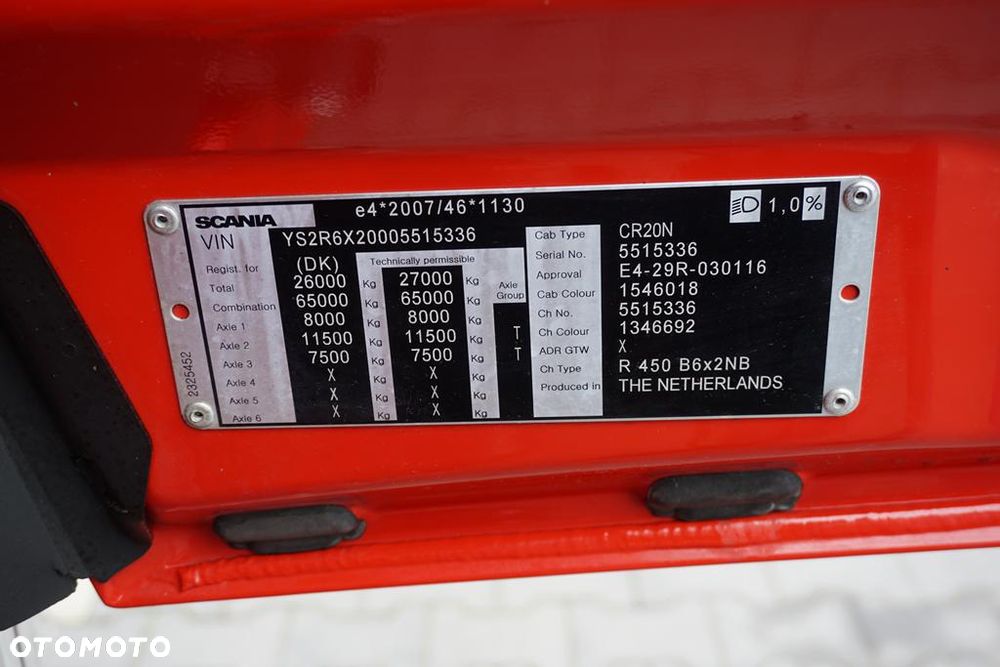 SCANIA e4*2007/46*1130 1,0%
VIN YS2R6X20005515336
Regist. for (DK) Technically permissible
Total 26000 Kg 27000 Kg Axle Group
Combination 65000 Kg 65000 Kg
Axle 1 8000 Kg 8000 Kg
Axle 2 11500 Kg 11500 Kg T
Axle 3 7500 Kg 7500 Kg T
Axle 4 X Kg X Kg
Axle 5 X Kg X Kg
Axle 6 X Kg X Kg
2325452
Cab Type CR20N
Serial No. 5515336
Approval E4-29R-030116
Cab Colour 1546018
Ch No. 5515336
Ch Colour 1346692
ADR GTW X
Ch Type R 450 B6x2NB
Produced in THE NETHERLANDS
OTOMOTO